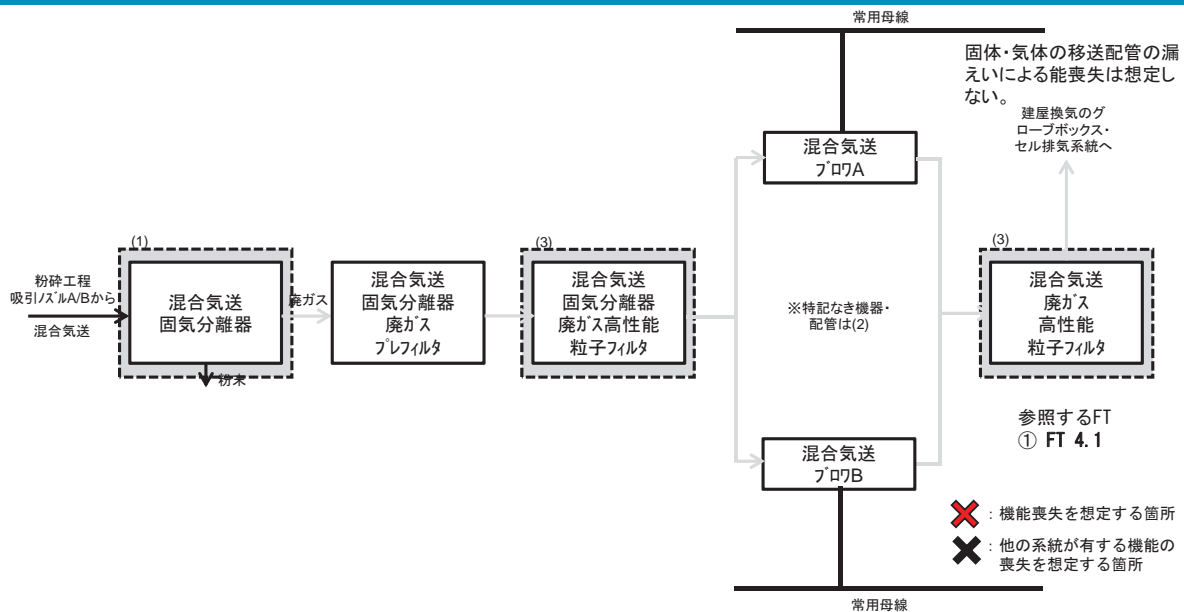 常用母線
固体・気体の移送配管の漏
えいによる能喪失は想定し
ない。
建屋換気のグ
ローブボックス・
セル排気系統へ
混合気送
ﾌﾞﾛﾜA
(1)
粉砕工程
吸引ﾉｽﾞﾙA/Bから
混合気送
混合気送
固気分離器
粉末
廃ガス
混合気送
固気分離器
廃ｶﾞｽ
ﾌﾟﾚﾌｨﾙﾀ
(3)
混合気送
固気分離器
廃ｶﾞｽ高性能
粒子ﾌｨﾙﾀ
※特記なき機器・
配管は(2)
(3)
混合気送
廃ｶﾞｽ
高性能
粒子ﾌｨﾙﾀ
混合気送
ﾌﾞﾛﾜB
参照するFT
① FT 4.1
：機能喪失を想定する箇所
：他の系統が有する機能の
喪失を想定する箇所
常用母線